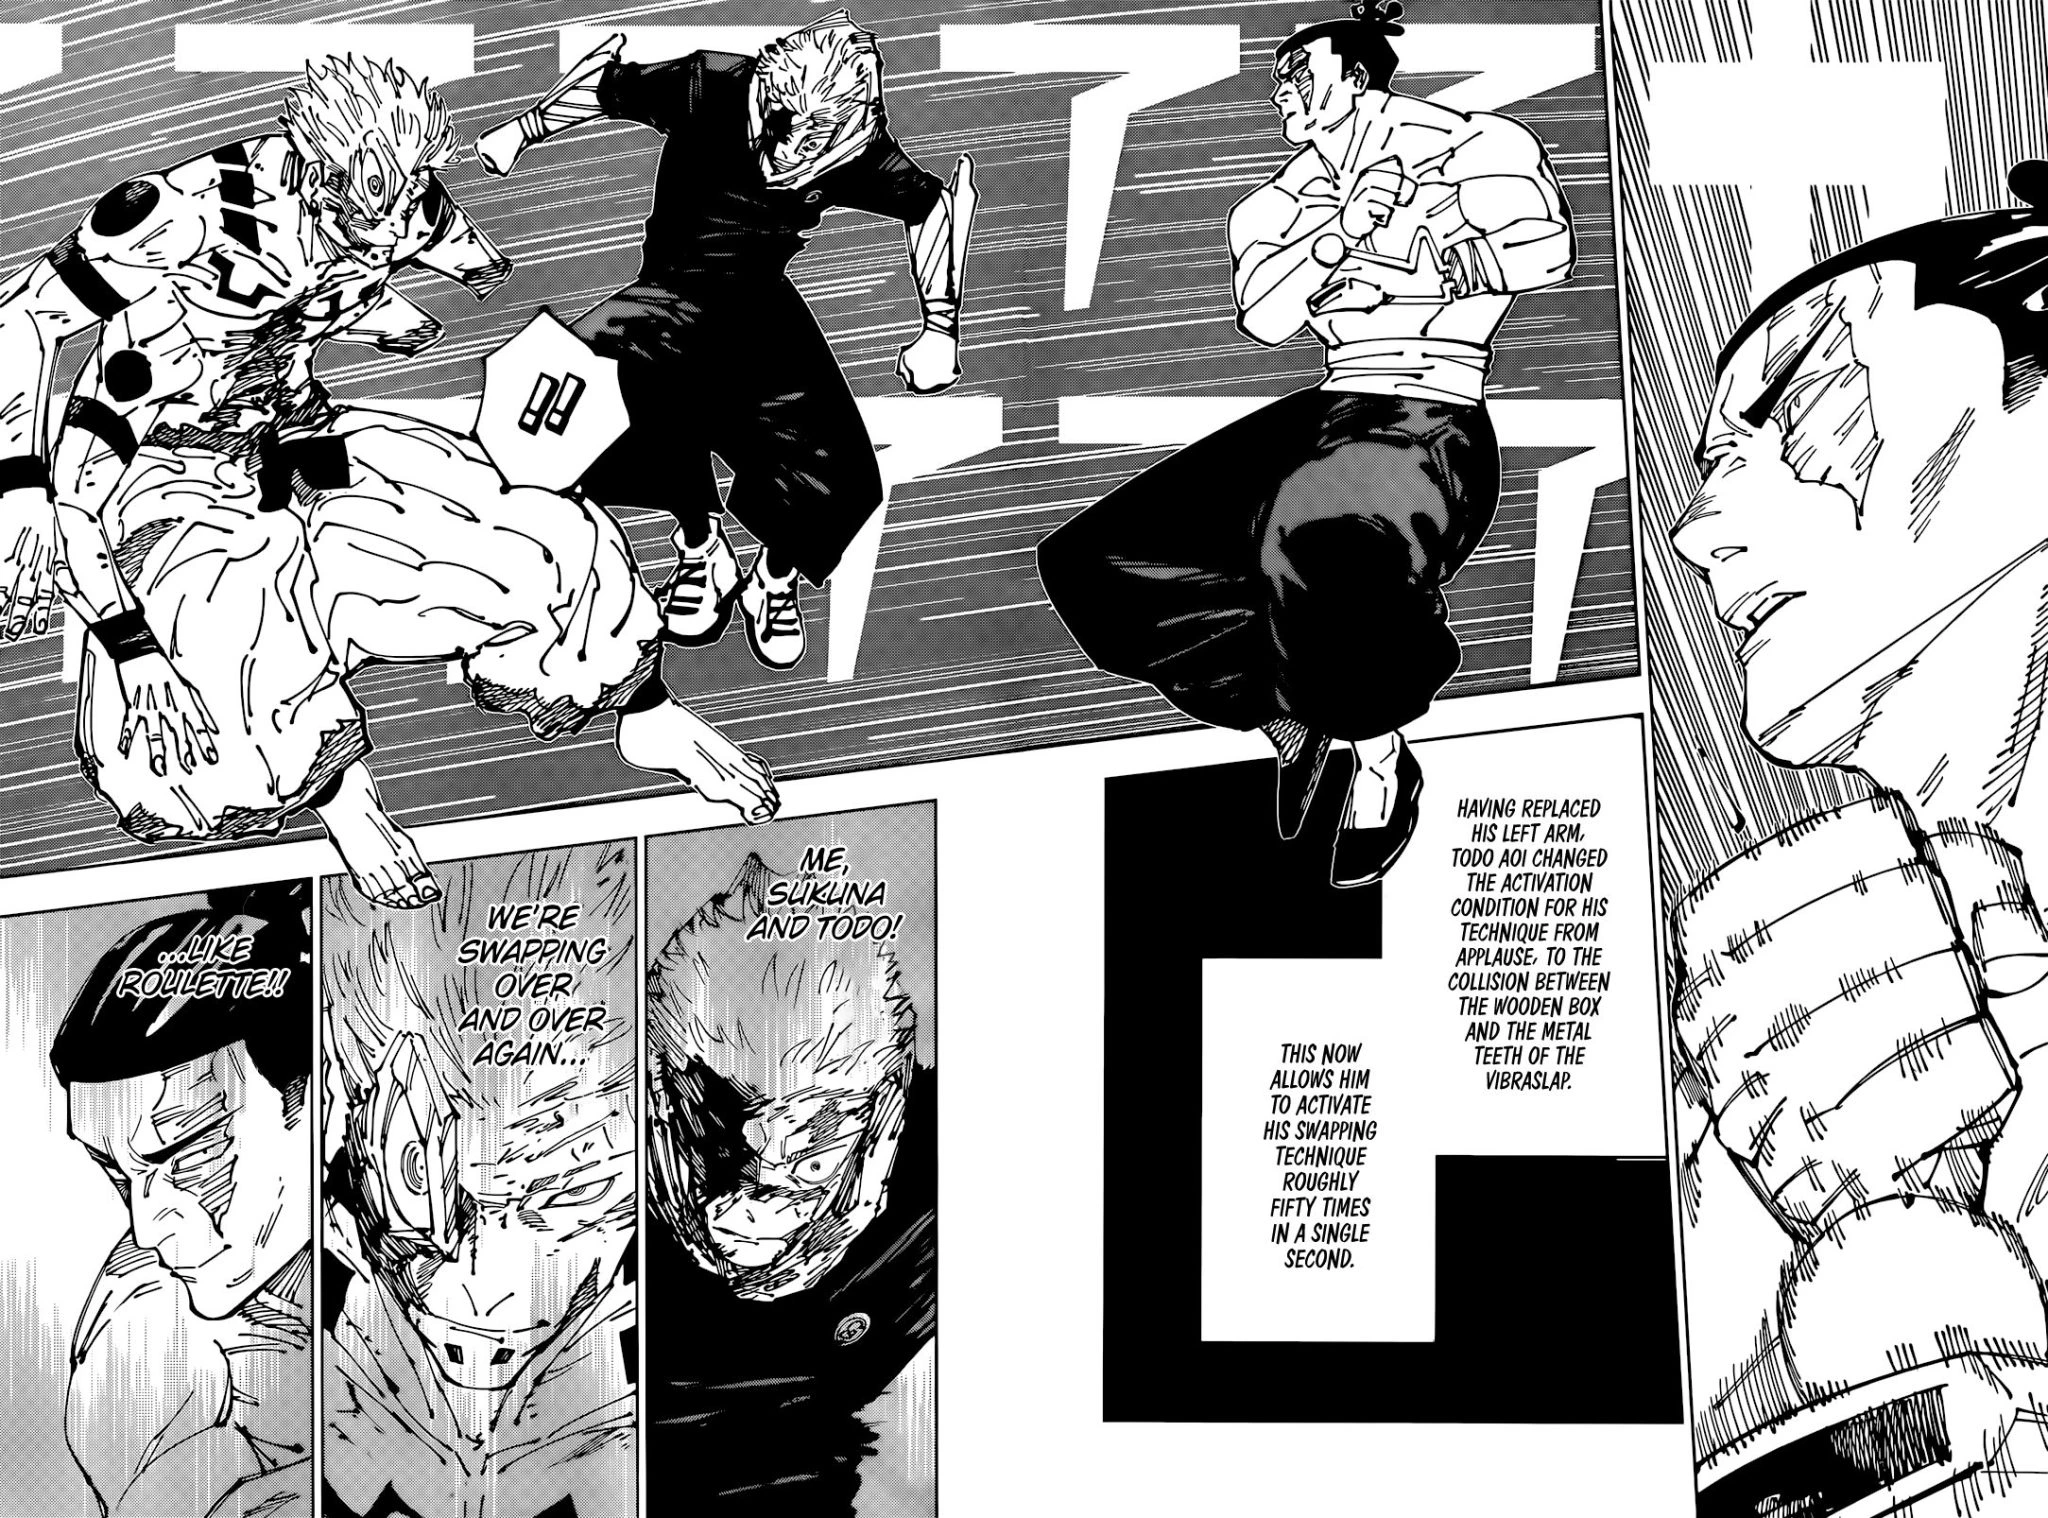 !!
HAVING REPLACED
HIS LEFT ARM,
TODO AOI CHANGED
THE ACTIVATION
CONDITION FOR HIS
TECHNIQUE FROM
APPLAUSE, TO THE
COLLISION BETWEEN
THE WOODEN BOX
AND THE METAL
TEETH OF THE
VIBRASLAP.
THIS NOW
ALLOWS HIM
TO ACTIVATE
HIS SWAPPING
TECHNIQUE
ROUGHLY
FIFTY TIMES
IN A SINGLE
SECOND.
ME,
SUKUNA
AND TODO!
WE'RE
SWAPPING
OVER
AND OVER
AGAIN...
...LIKE
ROULETTE!!